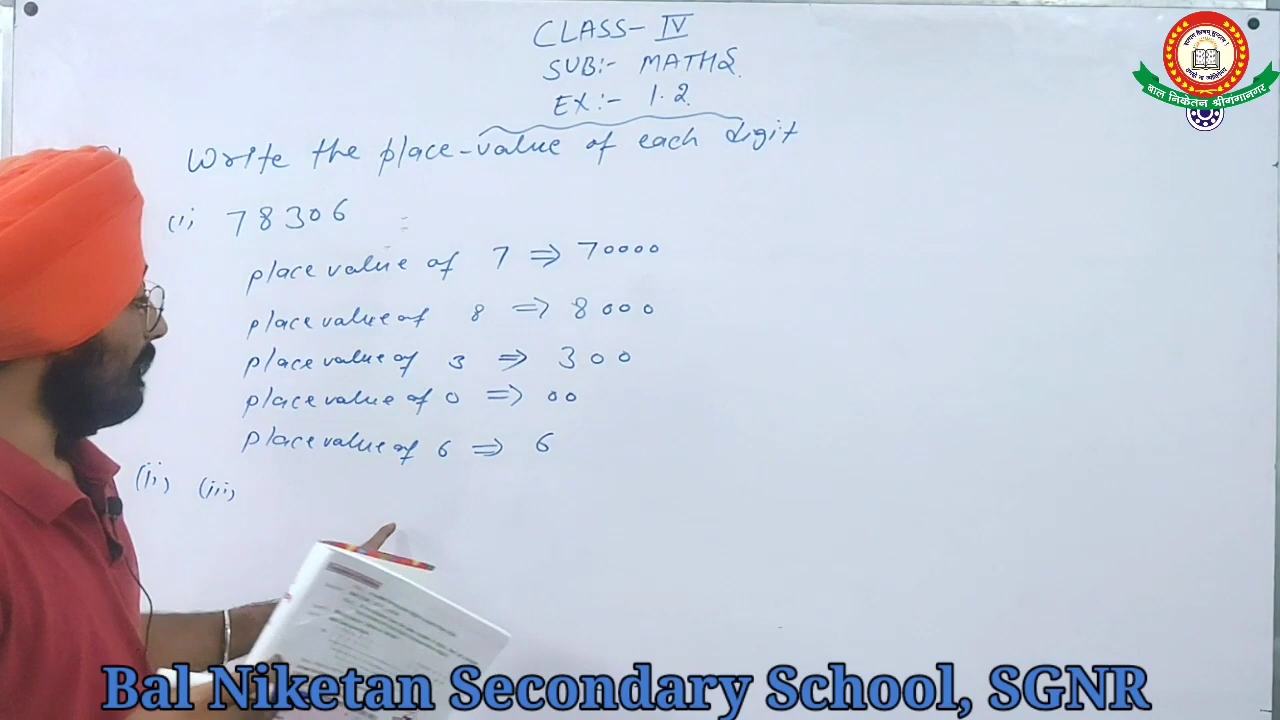 CLASS-IV
SUB:- MATHS
EX:- 1.2
Write the place-value of each digit
(i) 78306 =
place value of 7 ⇒ 70000
place value of 8 ⇒ 8000
place value of 3 ⇒ 300
place value of 0 ⇒ 00
place value of 6 ⇒ 6
(ii) (iii)
बाल निकेतन श्रीगंगानगर
Bal Niketan Secondary School, SGNR